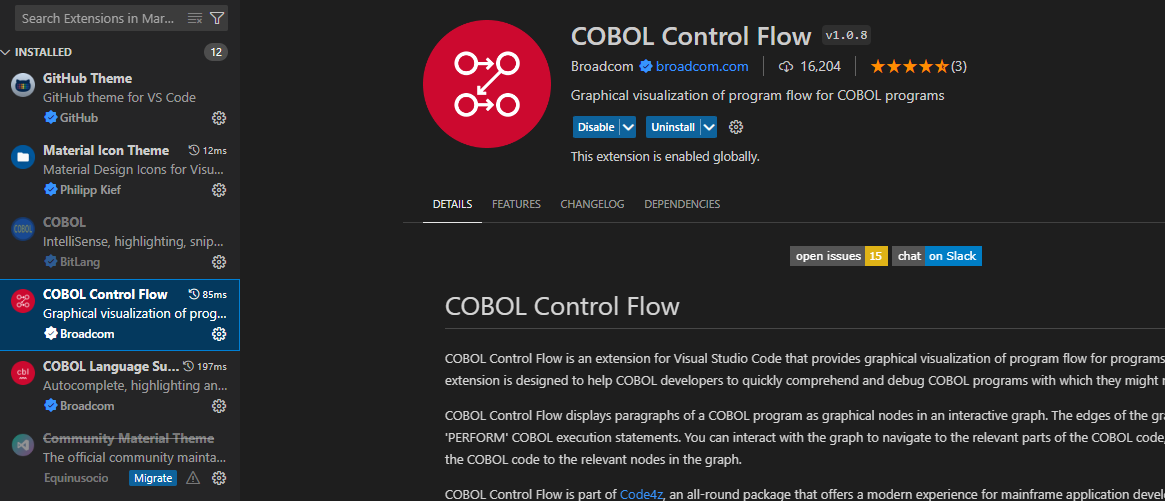 Search Extensions in Mar...
INSTALLED
12
GitHub Theme
GitHub theme for VS Code
GitHub
Material Icon Theme 12ms
Material Design Icons for Visu...
Philipp Kief
COBOL
COBOL
IntelliSense, highlighting, snip...
BitLang
COBOL Control Flow 85ms
Graphical visualization of prog...
Broadcom
cbl
COBOL Language Su... 197ms
Autocomplete, highlighting an...
Broadcom
Community Material Theme
The official community mainta...
Equinusocio Migrate
COBOL Control Flow v1.0.8
Broadcom broadcom.com 16,204 (3)
Graphical visualization of program flow for COBOL programs
Disable Uninstall
This extension is enabled globally.
DETAILS FEATURES CHANGELOG DEPENDENCIES
open issues 15 chat on Slack
COBOL Control Flow
COBOL Control Flow is an extension for Visual Studio Code that provides graphical visualization of program flow for programs
extension is designed to help COBOL developers to quickly comprehend and debug COBOL programs with which they might
COBOL Control Flow displays paragraphs of a COBOL program as graphical nodes in an interactive graph. The edges of the
'PERFORM' COBOL execution statements. You can interact with the graph to navigate to the relevant parts of the COBOL code,
the COBOL code to the relevant nodes in the graph.
COBOL Control Flow is part of Code4z, an all-round package that offers a modern experience for mainframe application